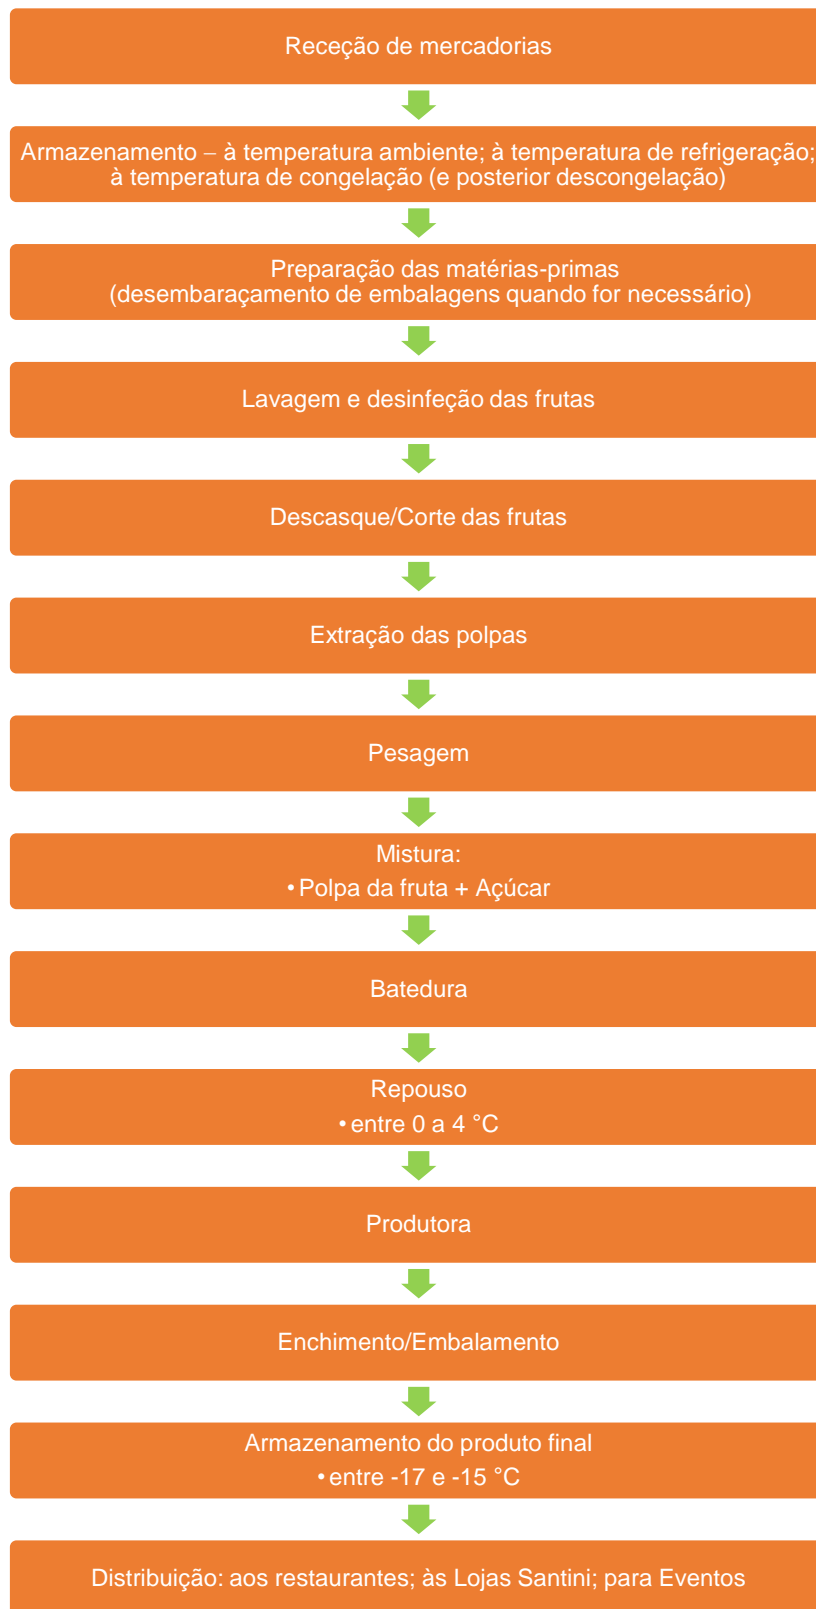 Receção de mercadorias
Armazenamento – à temperatura ambiente; à temperatura de refrigeração;
à temperatura de congelação (e posterior descongelação)
Preparação das matérias-primas
(desembaraçamento de embalagens quando for necessário)
Lavagem e desinfeção das frutas
Descasque/Corte das frutas
Extração das polpas
Pesagem
Mistura:
• Polpa da fruta + Açúcar
Batedura
Repouso
• entre 0 a 4 °C
Produtora
Enchimento/Embalamento
Armazenamento do produto final
• entre -17 e -15 °C
Distribuição: aos restaurantes; às Lojas Santini; para Eventos